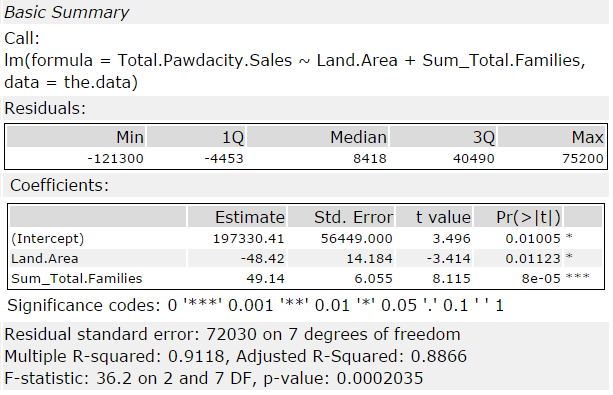 Basic Summary
Call:
lm(formula = Total.Pawdacity.Sales ~ Land.Area + Sum_Total.Families,
data = the.data)
Residuals:
Min 1Q Median 3Q Max
-121300 -4453 8418 40490 75200
Coefficients:
Estimate Std. Error t value Pr(>|t|)
(Intercept) 197330.41 56449.000 3.496 0.01005 *
Land.Area -48.42 14.184 -3.414 0.01123 *
Sum_Total.Families 49.14 6.055 8.115 8e-05 ***
Significance codes: 0 '***' 0.001 '**' 0.01 '*' 0.05 '.' 0.1 ' ' 1
Residual standard error: 72030 on 7 degrees of freedom
Multiple R-squared: 0.9118, Adjusted R-Squared: 0.8866
F-statistic: 36.2 on 2 and 7 DF, p-value: 0.0002035